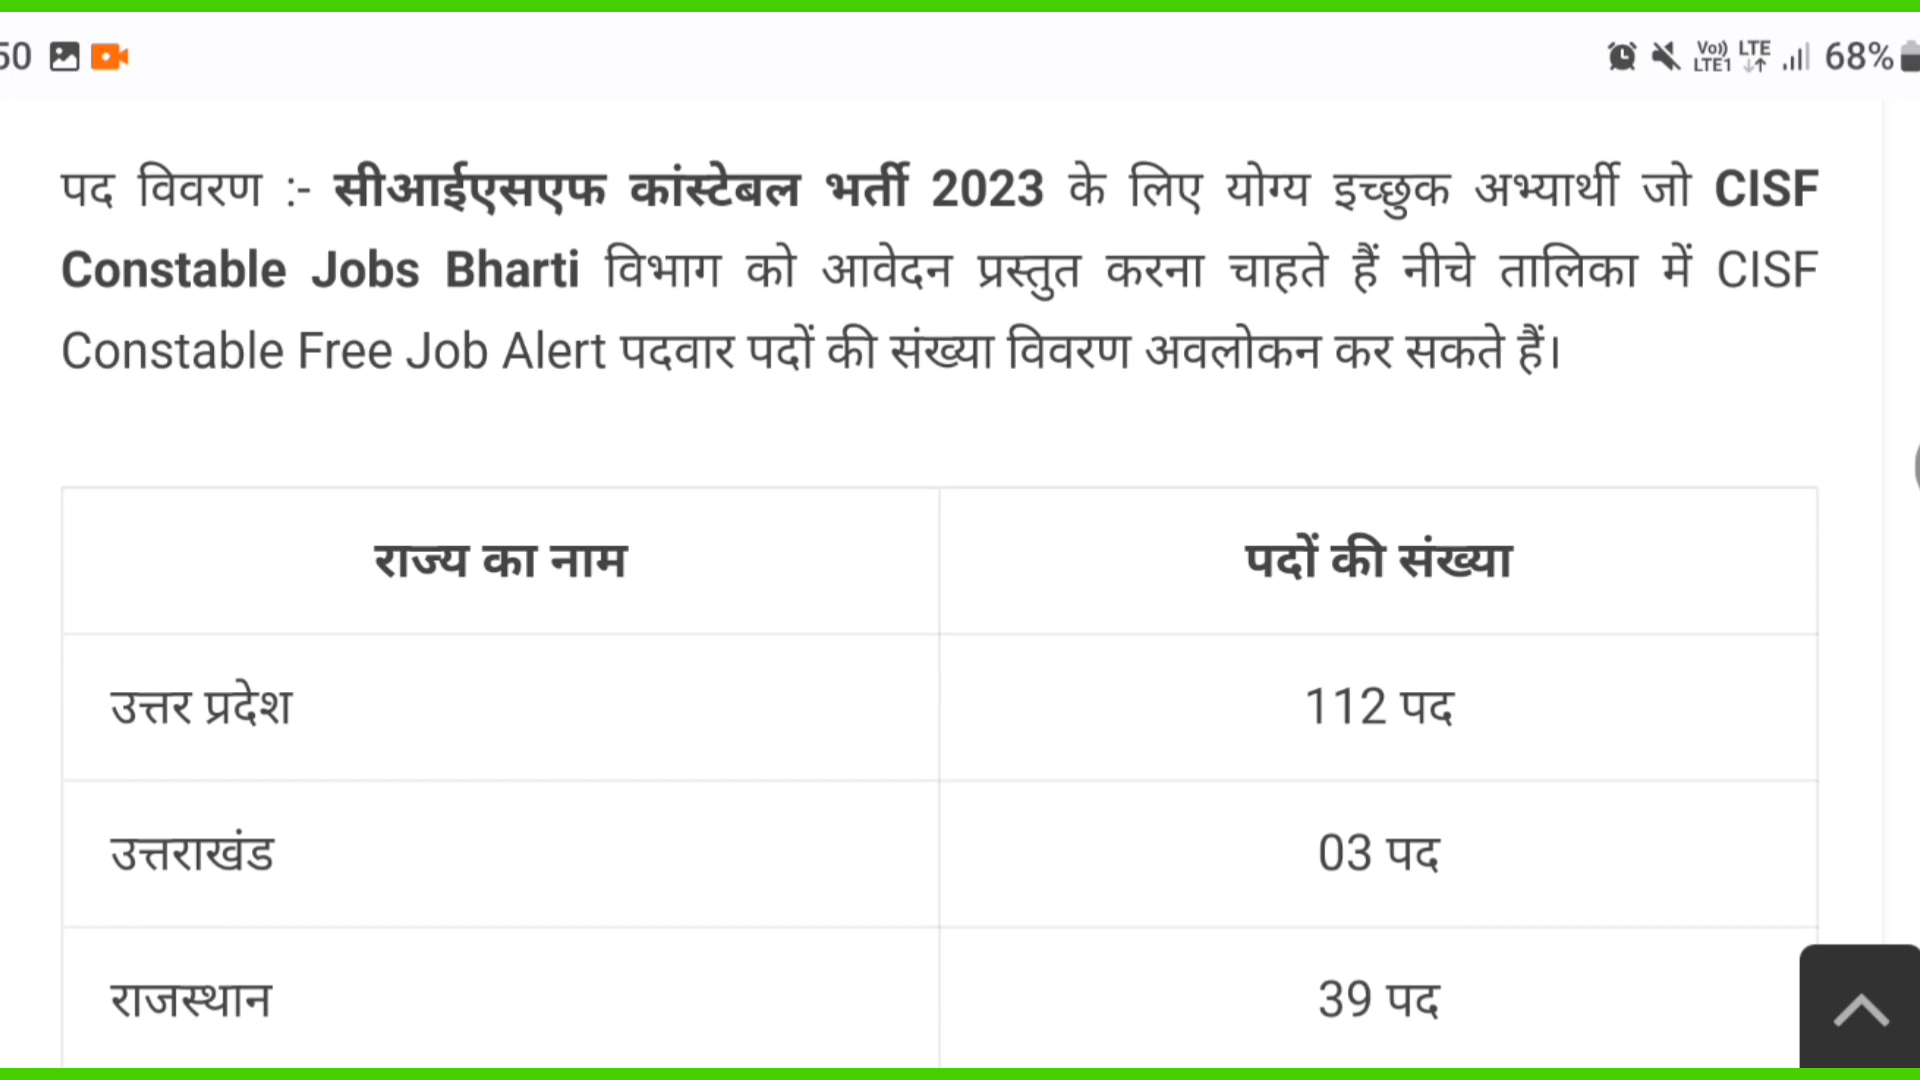 50
Vo)) LTE
LTE1
68%
पद विवरण :- सीआईएसएफ कांस्टेबल भर्ती 2023 के लिए योग्य इच्छुक अभ्यार्थी जो CISF
Constable Jobs Bharti विभाग को आवेदन प्रस्तुत करना चाहते हैं नीचे तालिका में CISF
Constable Free Job Alert पदवार पदों की संख्या विवरण अवलोकन कर सकते हैं।
राज्य का नाम पदों की संख्या
उत्तर प्रदेश 112 पद
उत्तराखंड 03 पद
राजस्थान 39 पद